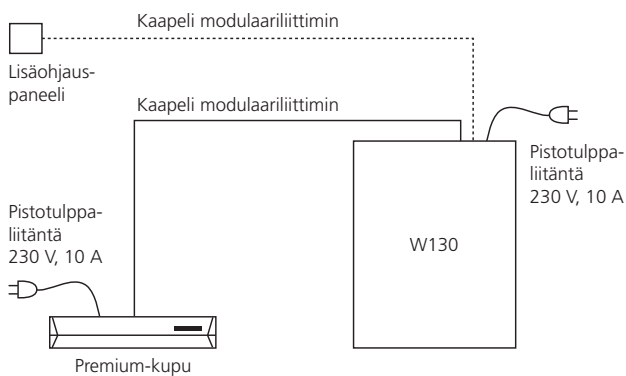 Kaapeli modulaariliittimin
Lisäohjaus-
paneeli
Kaapeli modulaariliittimin
Pistotulppa-
liitäntä
230 V, 10 A
W130
Pistotulppa-
liitäntä
230 V, 10 A
Premium-kupu